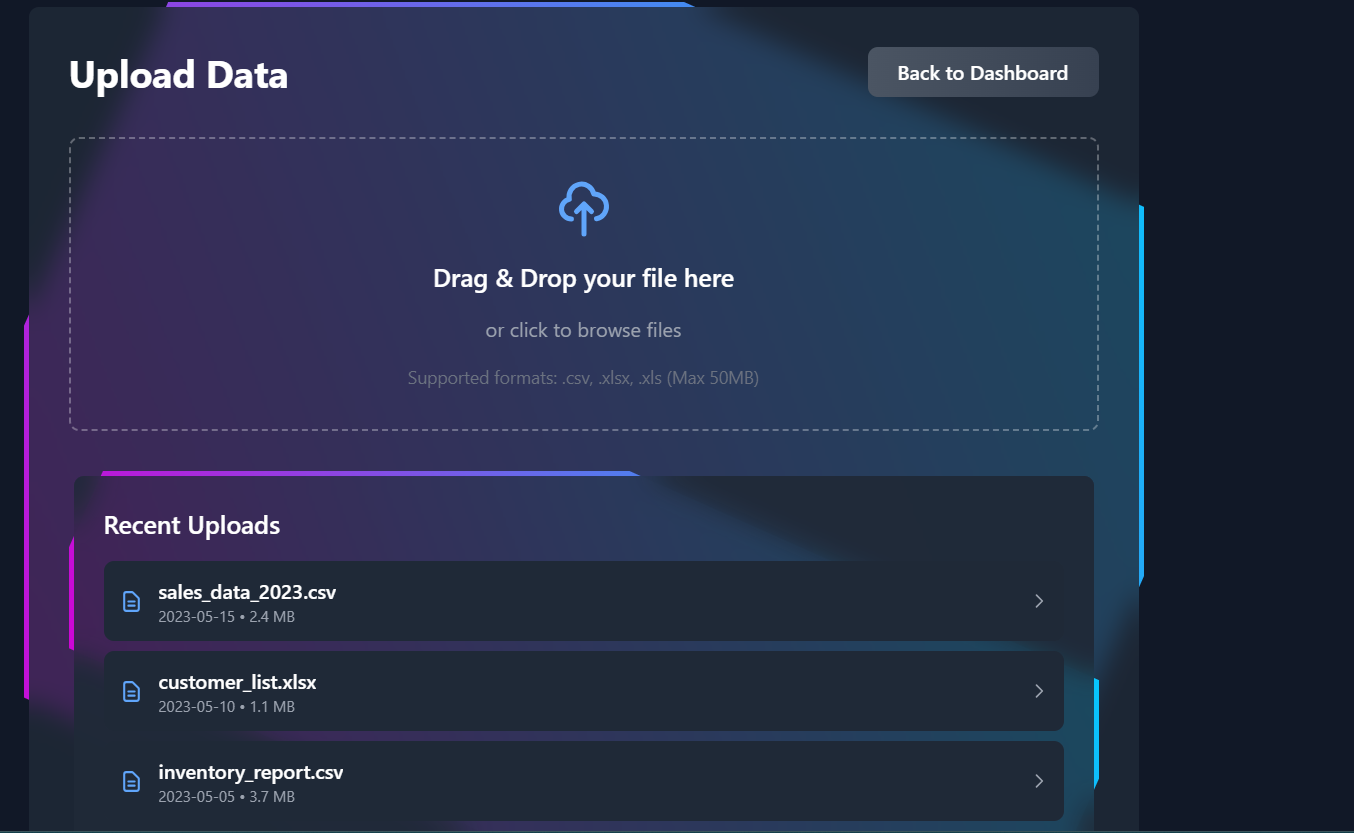 Upload Data
Back to Dashboard
Drag & Drop your file here
or click to browse files
Supported formats: .csv, .xlsx, .xls (Max 50MB)
Recent Uploads
sales_data_2023.csv
2023-05-15 • 2.4 MB
customer_list.xlsx
2023-05-10 • 1.1 MB
inventory_report.csv
2023-05-05 • 3.7 MB